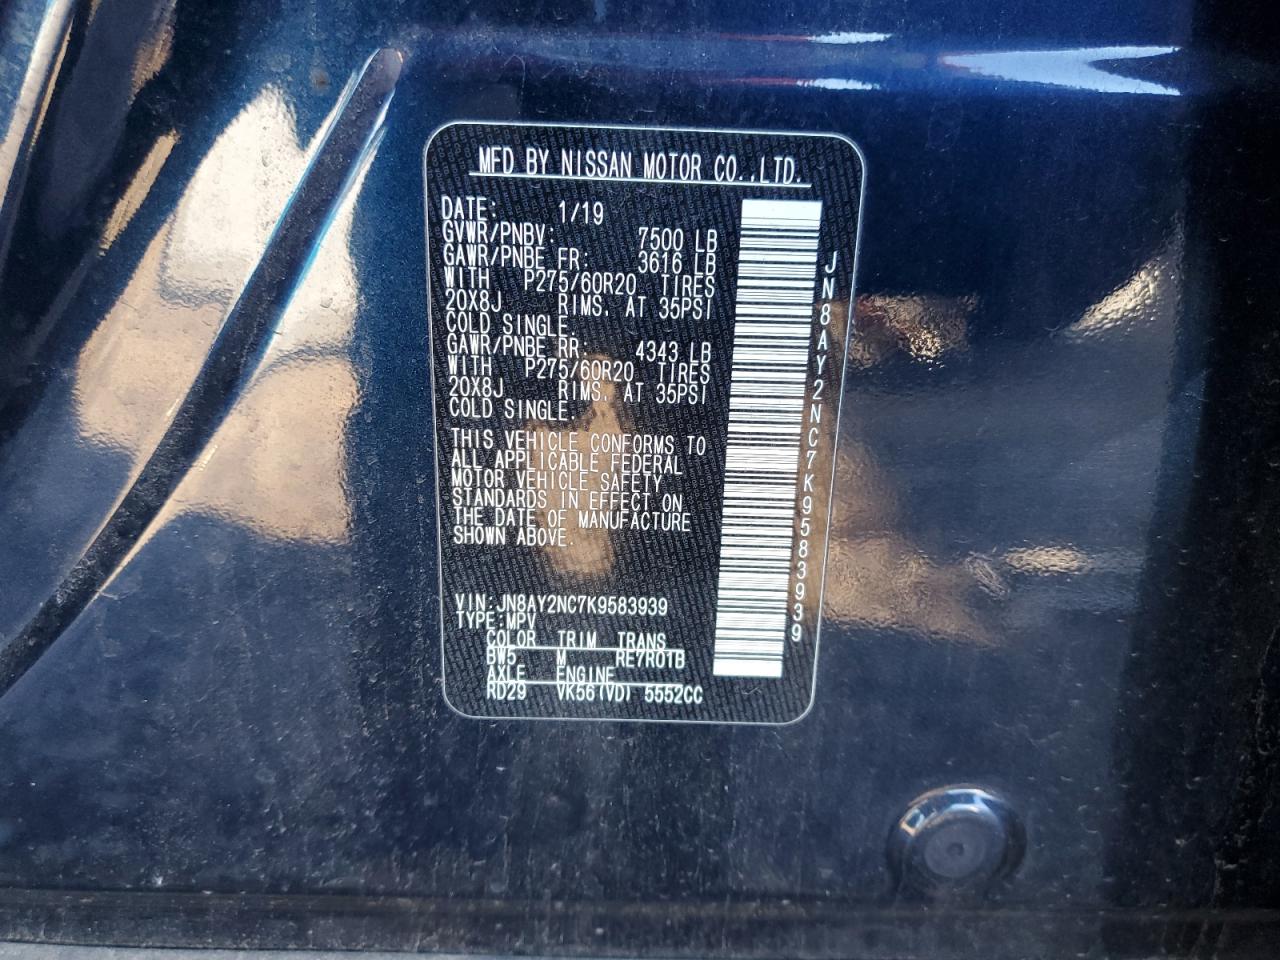 MFD BY NISSAN MOTOR CO.,LTD.
DATE: 1/19
GVWR/PNBV: 7500 LB
GAWR/PNBE FR: 3616 LB
WITH P275/60R20 TIRES
20X8J RIMS, AT 35PSI
COLD SINGLE.
GAWR/PNBE RR: 4343 LB
WITH P275/60R20 TIRES
20X8J RIMS, AT 35PSI
COLD SINGLE.
THIS VEHICLE CONFORMS TO
ALL APPLICABLE FEDERAL
MOTOR VEHICLE SAFETY
STANDARDS IN EFFECT ON
THE DATE OF MANUFACTURE
SHOWN ABOVE.
VIN:JN8AY2NC7K9583939
TYPE:MPV
COLOR TRIM TRANS
BW5 M RE7R01B
AXLE ENGINE
RD29 VK56(VD) 5552CC
JN8AY2NC7K9583939